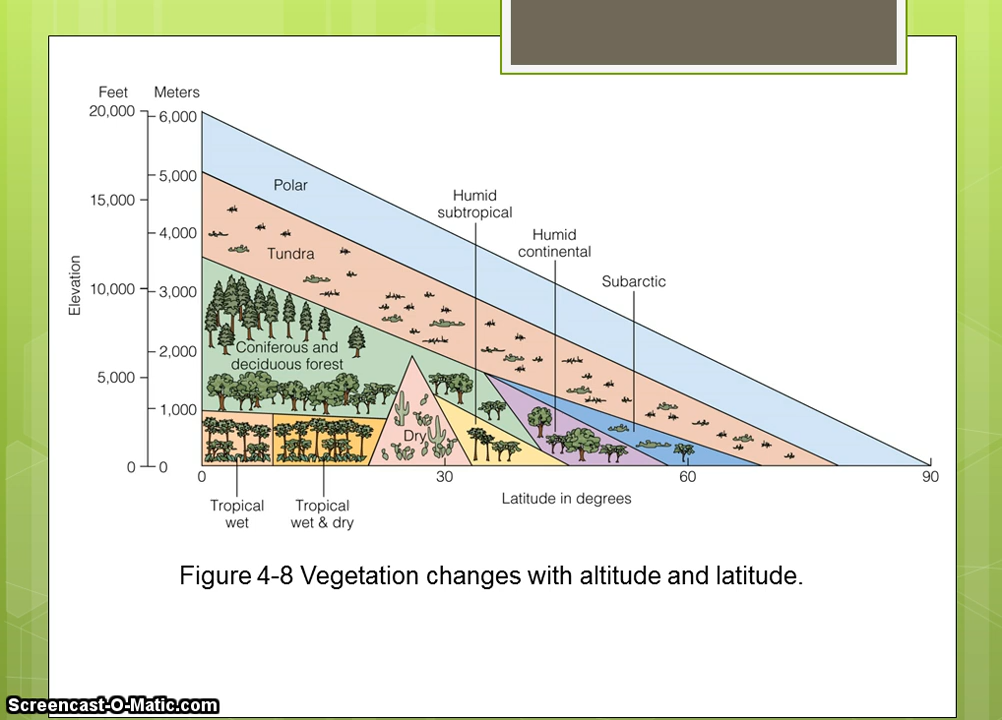 Feet
Meters
20,000
6,000
5,000
15,000
4,000
10,000
3,000
2,000
5,000
1,000
0
0
Elevation
Polar
Tundra
Coniferous and
deciduous forest
Dry
Humid
subtropical
Humid
continental
Subarctic
0
30
60
90
Latitude in degrees
Tropical
wet
Tropical
wet & dry
Figure 4-8 Vegetation changes with altitude and latitude.
Screencast-O-Matic.com